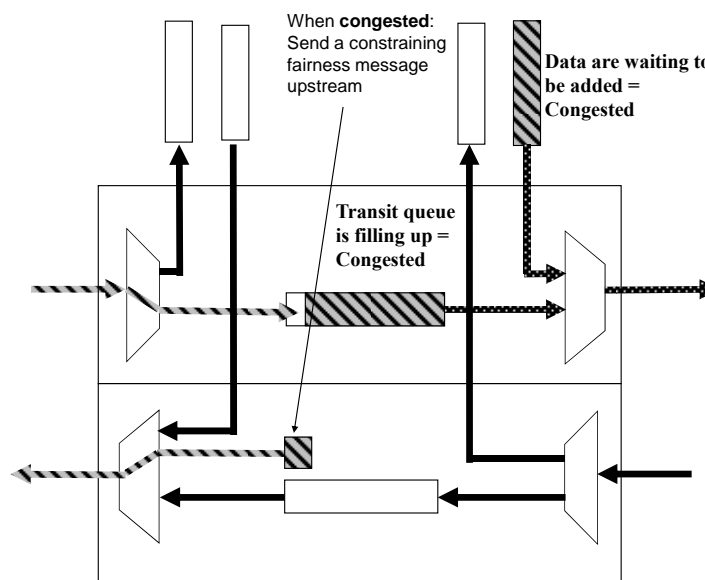 When congested:
Send a constraining
fairness message
upstream
Data are waiting to
be added =
Congested
Transit queue
is filling up =
Congested